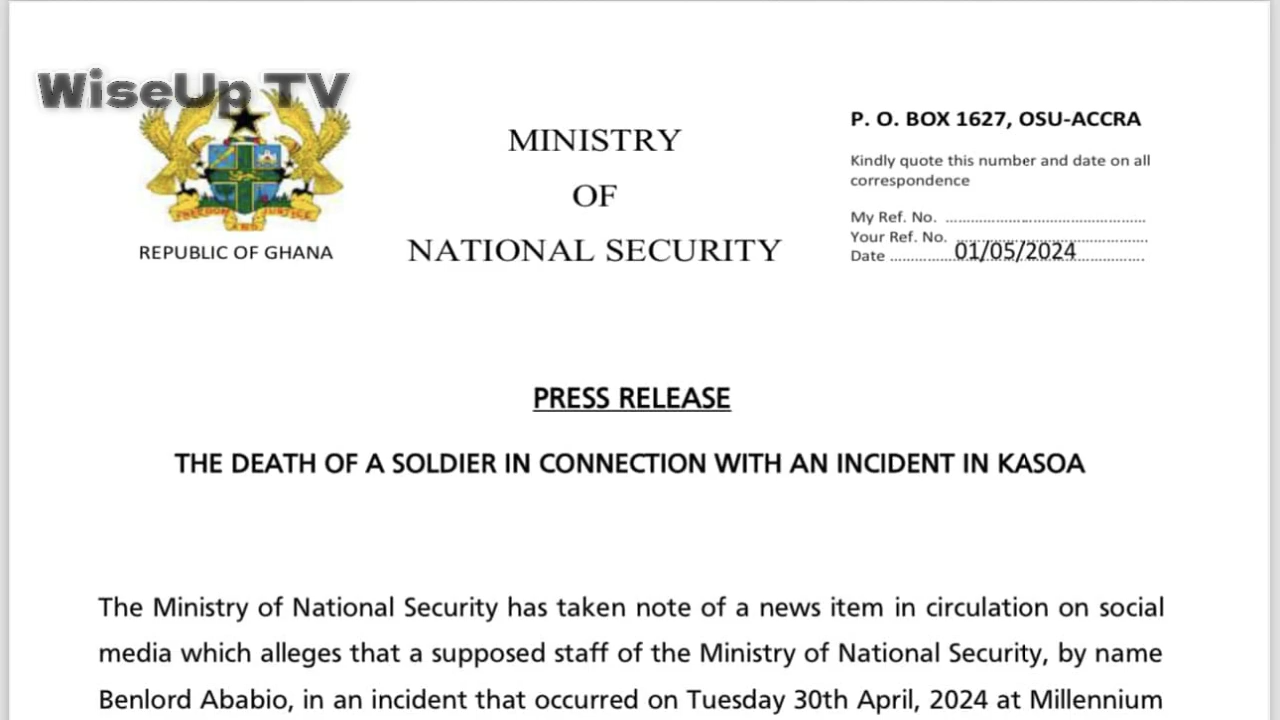 WiseUp TV
FREEDOM AND JUSTICE
REPUBLIC OF GHANA
MINISTRY
OF
NATIONAL SECURITY
P. O. BOX 1627, OSU-ACCRA
Kindly quote this number and date on all
correspondence
My Ref. No. ................................................
Your Ref. No. ..............................................
Date ................01/05/2024................
PRESS RELEASE
THE DEATH OF A SOLDIER IN CONNECTION WITH AN INCIDENT IN KASOA
The Ministry of National Security has taken note of a news item in circulation on social
media which alleges that a supposed staff of the Ministry of National Security, by name
Benlord Ababio, in an incident that occurred on Tuesday 30th April, 2024 at Millennium